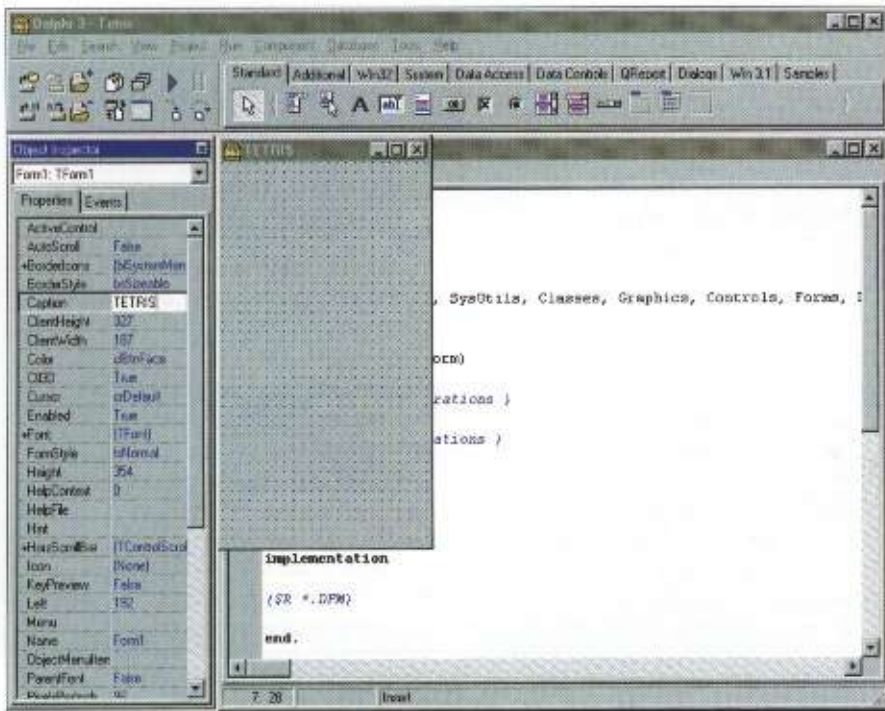 Delphi 3 - Tetris
File Edit Search View Project Run Component Database Tools Help
Standard Additional Win32 System Data Access Data Controls QReport Dialogs Win 3.1 Samples
Object Inspector
Form1: TForm1
Properties Events
ActiveControl
AutoScroll False
+BorderIcons [biSystemMen
BorderStyle bsSizeable
Caption TETRIS
ClientHeight 327
ClientWidth 187
Color clBtnFace
Ctl3D True
Cursor crDefault
Enabled True
+Font (TFont)
FormStyle fsNormal
Height 354
HelpContext 0
HelpFile
Hint
+HorzScrollBar (TControlScrol
Icon (None)
KeyPreview False
Left 192
Menu
Name Form1
ObjectMenuItem
ParentFont False
96
TETRIS
, SysUtils, Classes, Graphics, Controls, Forms,
orm)
rations }
ations }
implementation
{$R *.DFM}
end.
7: 28 Insert